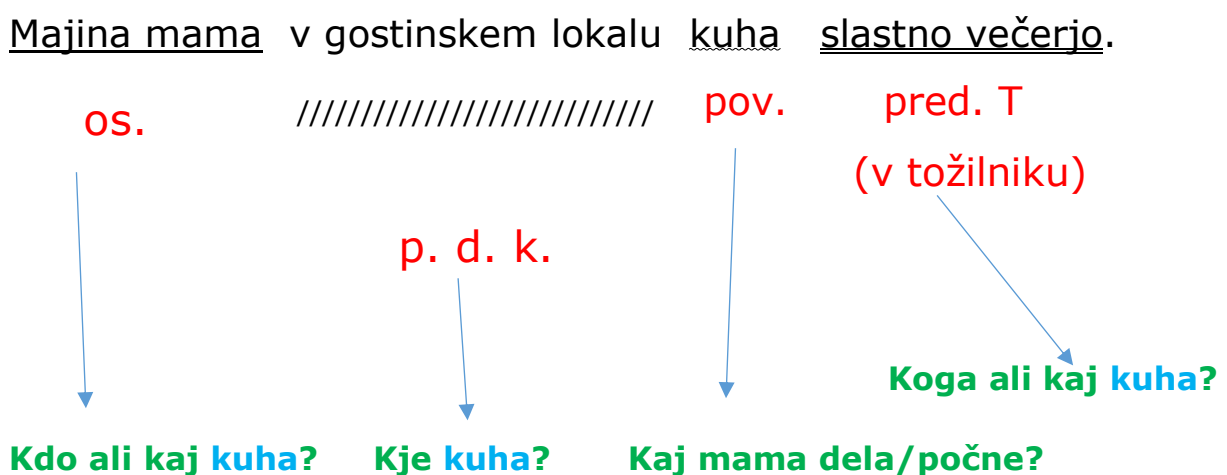 Majina mama v gostinskem lokalu kuha slastno večerjo.
os. //////////////////////////// pov. pred. T
(v tožilniku)
p. d. k.
Koga ali kaj kuha?
Kdo ali kaj kuha? Kje kuha? Kaj mama dela/počne?